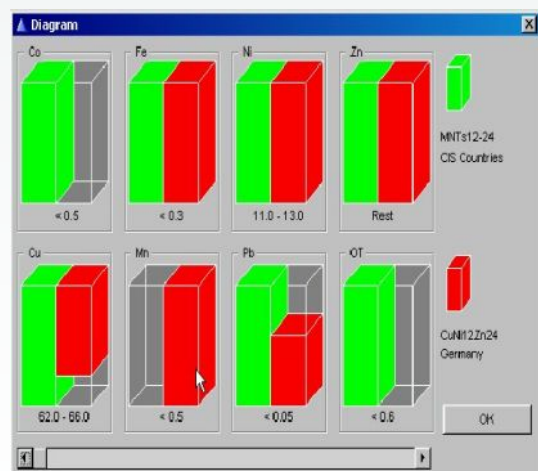 Diagram
Co Fe Ni Zn
< 0.5 < 0.3 11.0 - 13.0 Rest
MNTs12-24
CIS Countries
Cu Mn Pb OT
62.0 - 66.0 < 0.5 < 0.05 < 0.6
CuNi12Zn24
Germany
OK